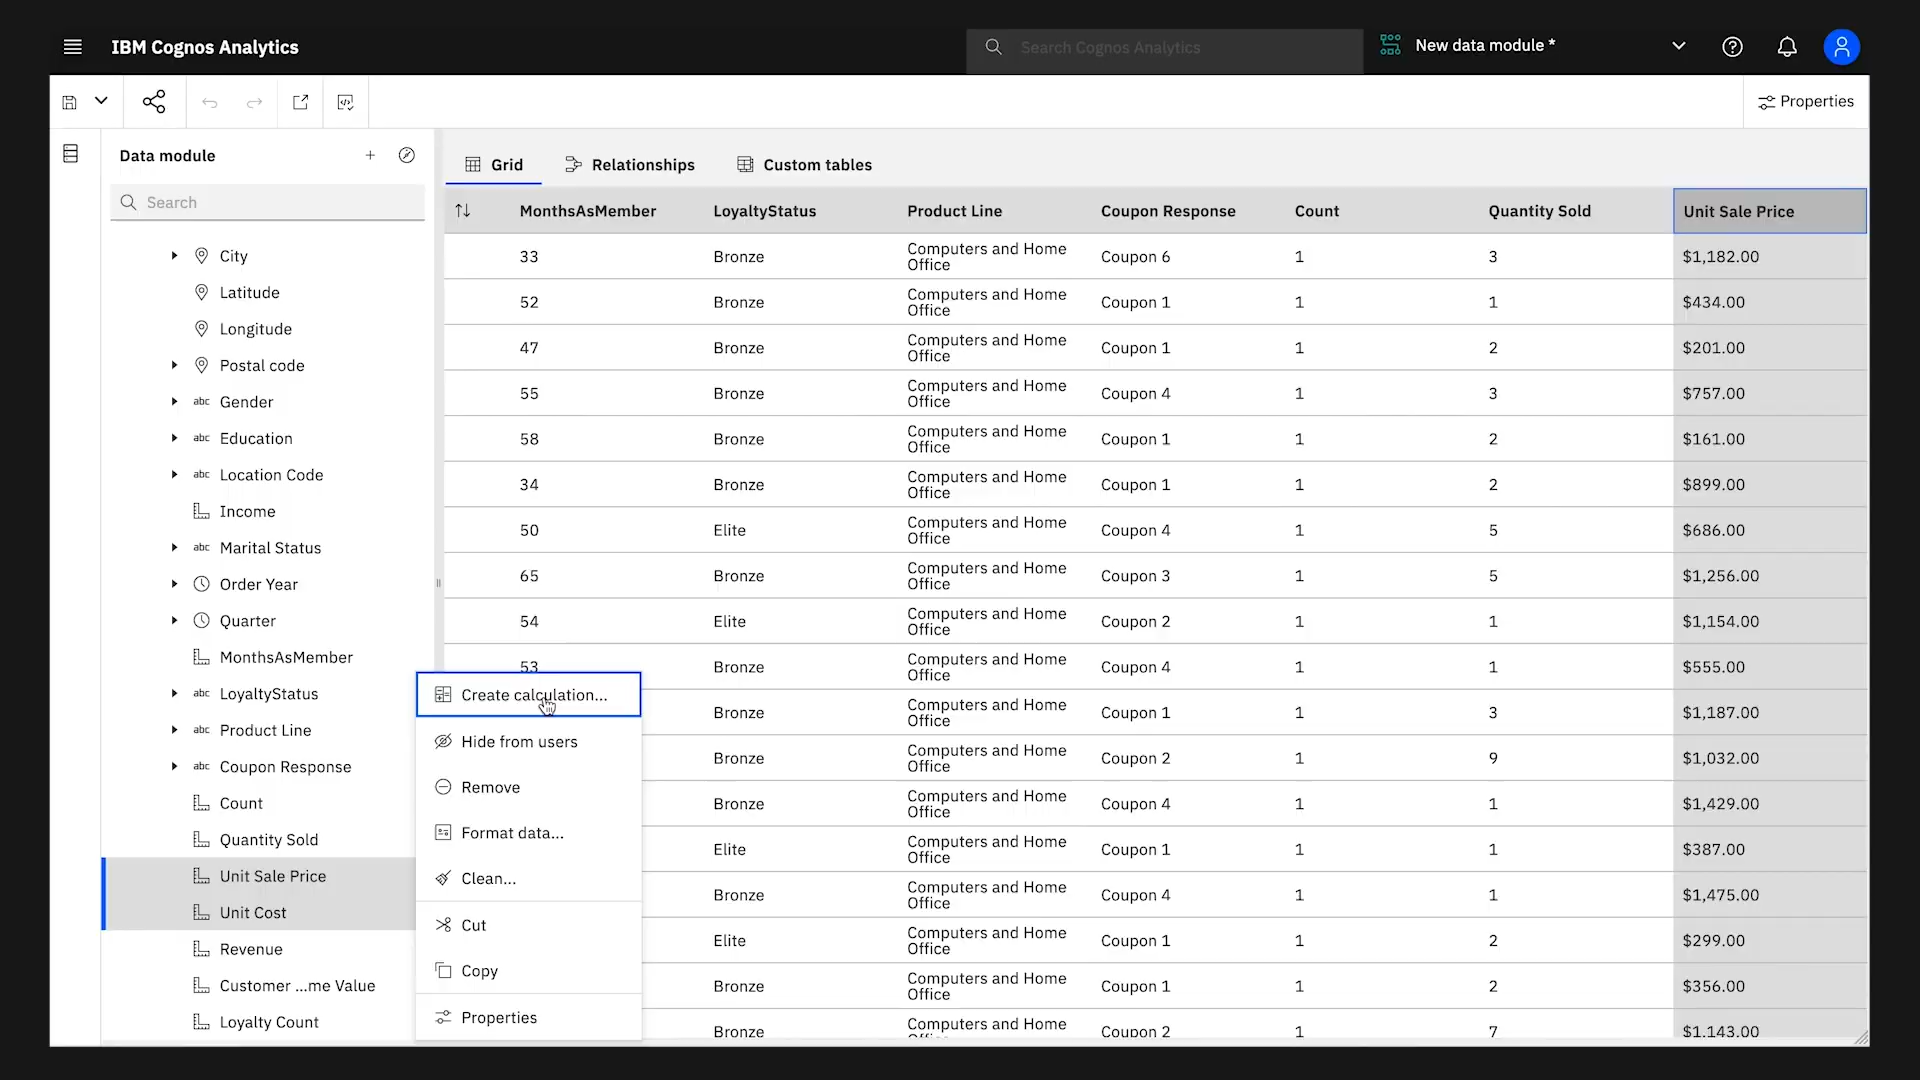 IBM Cognos Analytics
Search Cognos Analytics
New data module *
Properties
Data module
Search
City
Latitude
Longitude
Postal code
abc Gender
abc Education
abc Location Code
Income
abc Marital Status
Order Year
Quarter
MonthsAsMember
abc LoyaltyStatus
abc Product Line
abc Coupon Response
Count
Quantity Sold
Unit Sale Price
Unit Cost
Revenue
Customer ...me Value
Loyalty Count
Create calculation...
Hide from users
Remove
Format data...
Clean...
Cut
Copy
Properties
Grid Relationships Custom tables
MonthsAsMember LoyaltyStatus Product Line Coupon Response Count Quantity Sold Unit Sale Price
33 Bronze Computers and Home Office Coupon 6 1 3 $1,182.00
52 Bronze Computers and Home Office Coupon 1 1 1 $434.00
47 Bronze Computers and Home Office Coupon 1 1 2 $201.00
55 Bronze Computers and Home Office Coupon 4 1 3 $757.00
58 Bronze Computers and Home Office Coupon 1 1 2 $161.00
34 Bronze Computers and Home Office Coupon 1 1 2 $899.00
50 Elite Computers and Home Office Coupon 4 1 5 $686.00
65 Bronze Computers and Home Office Coupon 3 1 5 $1,256.00
54 Elite Computers and Home Office Coupon 2 1 1 $1,154.00
53 Bronze Computers and Home Office Coupon 4 1 1 $555.00
Bronze Computers and Home Office Coupon 1 1 3 $1,187.00
Bronze Computers and Home Office Coupon 2 1 9 $1,032.00
Bronze Computers and Home Office Coupon 4 1 1 $1,429.00
Elite Computers and Home Office Coupon 1 1 1 $387.00
Bronze Computers and Home Office Coupon 4 1 1 $1,475.00
Elite Computers and Home Office Coupon 1 1 2 $299.00
Bronze Computers and Home Office Coupon 1 1 2 $356.00
Bronze Computers and Home Office Coupon 2 1 7 $1,143.00